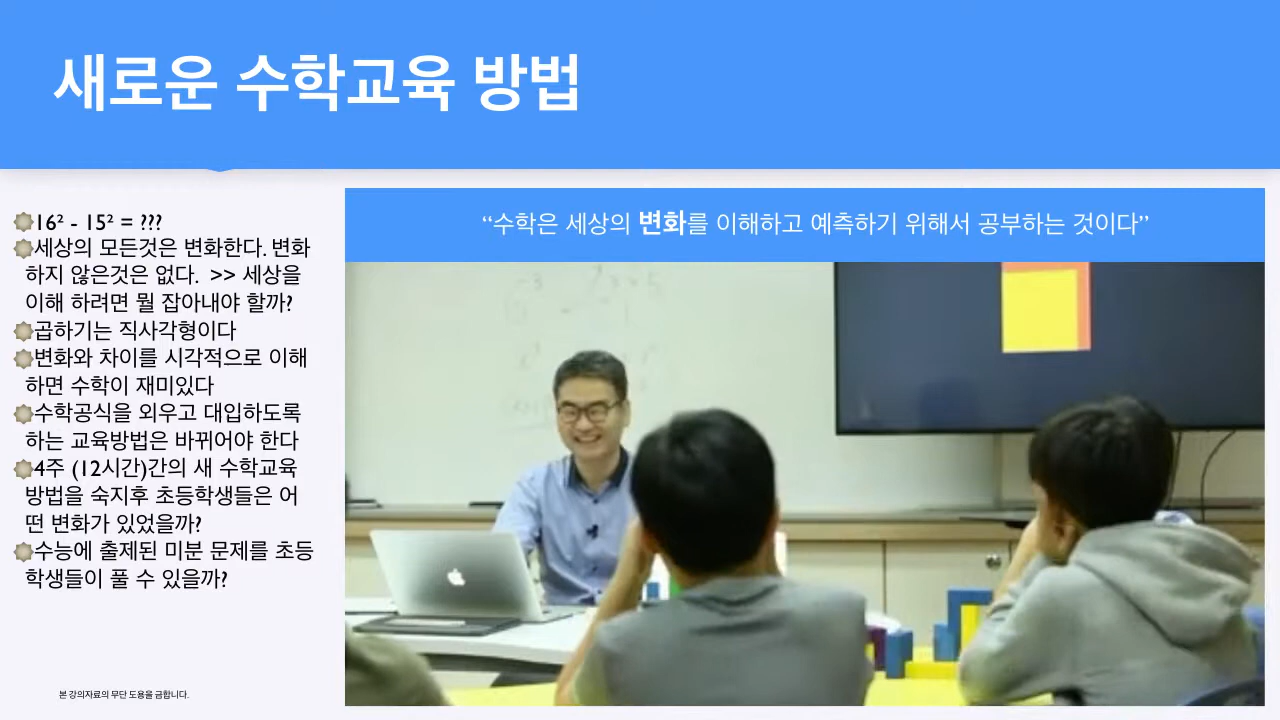 새로운 수학교육 방법
16² - 15² = ???
세상의 모든것은 변화한다. 변화
하지 않은것은 없다. >> 세상을
이해 하려면 뭘 잡아내야 할까?
곱하기는 직사각형이다
변화와 차이를 시각적으로 이해
하면 수학이 재미있다
수학공식을 외우고 대입하도록
하는 교육방법은 바뀌어야 한다
4주 (12시간)간의 새 수학교육
방법을 숙지후 초등학생들은 어
떤 변화가 있었을까?
수능에 출제된 미분 문제를 초등
학생들이 풀 수 있을까?
본 강의자료의 무단 도용을 금합니다.
“수학은 세상의 변화를 이해하고 예측하기 위해서 공부하는 것이다”